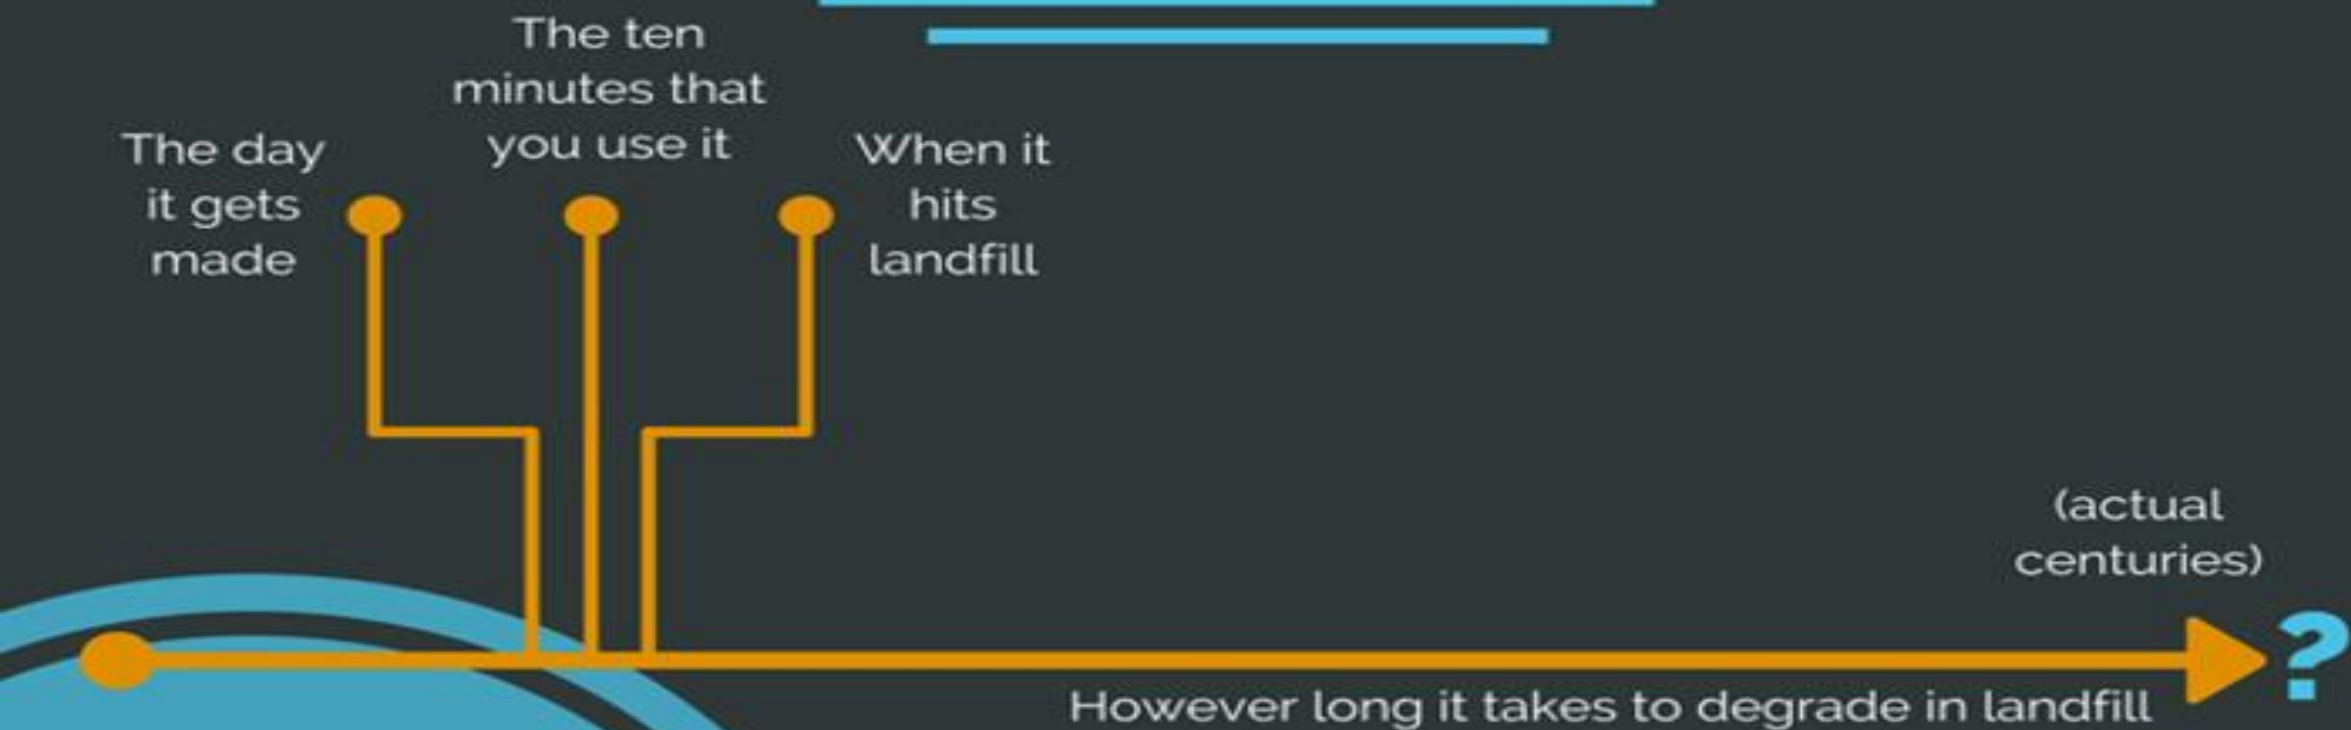 The day
it gets
made
The ten
minutes that
you use it
When it
hits
landfill
(actual
centuries)
?
However long it takes to degrade in landfill